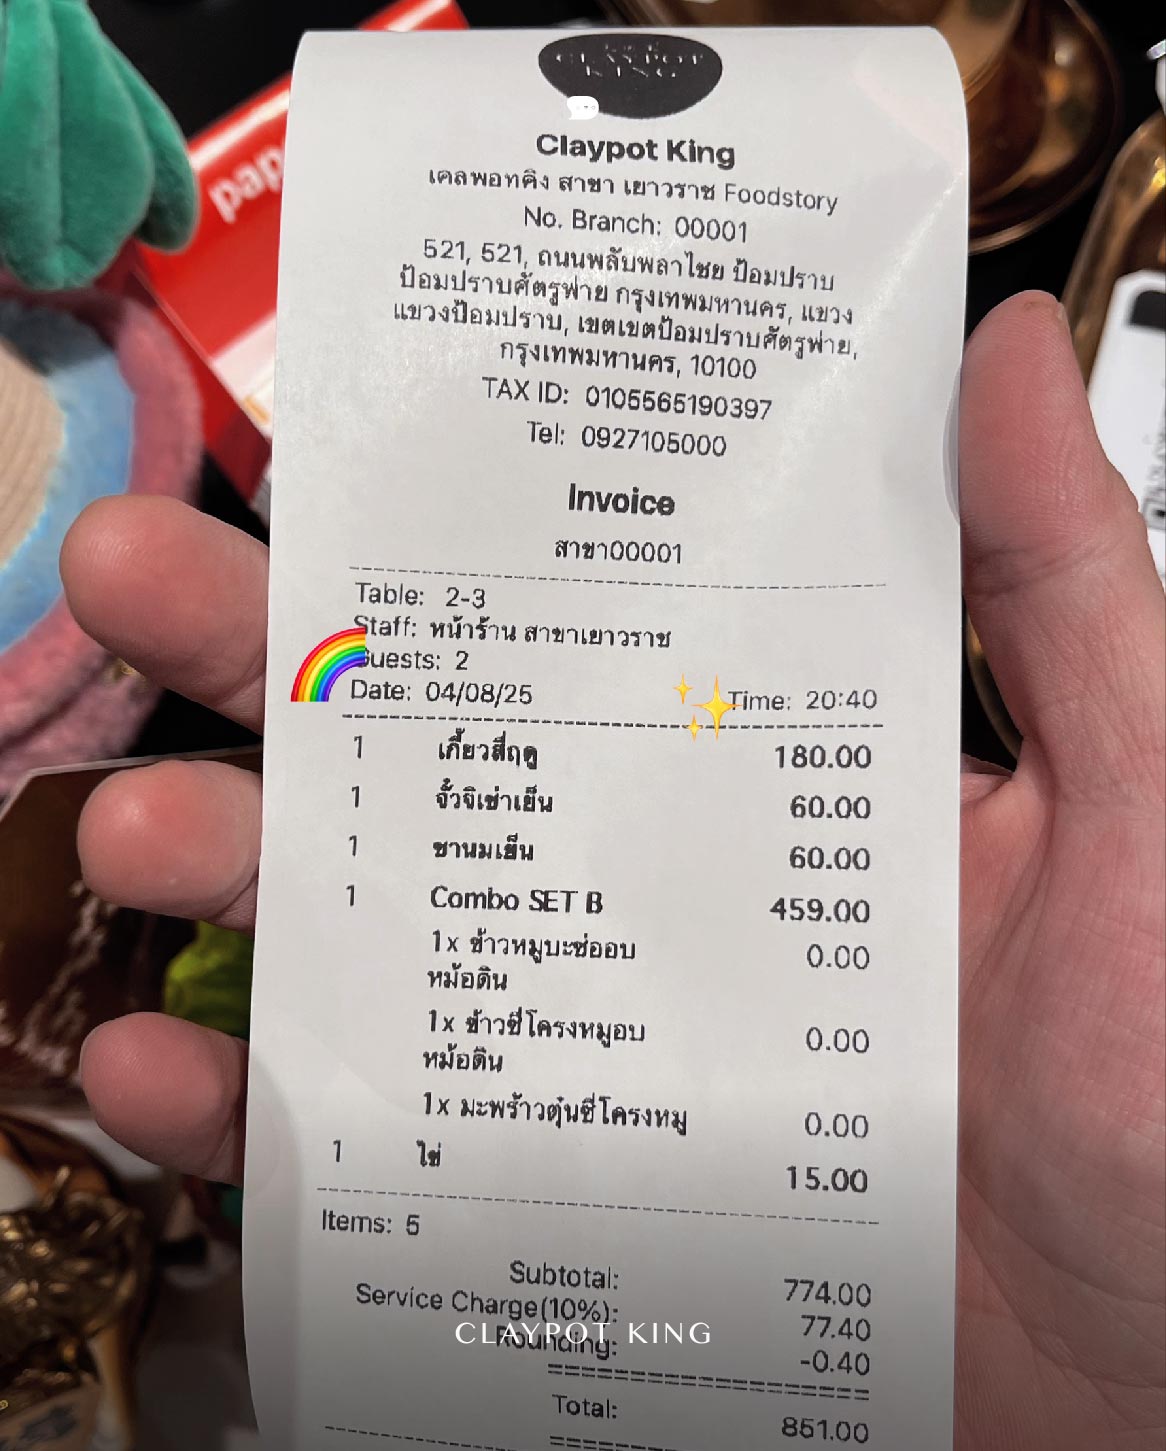 CLAYPOT
KING
Claypot King
เคลพอทคิง สาขา เยาวราช Foodstory
No. Branch: 00001
521, 521, ถนนพลับพลาไชย ป้อมปราบ
ป้อมปราบศัตรูพ่าย กรุงเทพมหานคร, แขวง
แขวงป้อมปราบ, เขตเขตป้อมปราบศัตรูพ่าย,
กรุงเทพมหานคร, 10100
TAX ID: 0105565190397
Tel: 0927105000
Invoice
สาขา00001
Table: 2-3
Staff: หน้าร้าน สาขาเยาวราช
Guests: 2
Date: 04/08/25 Time: 20:40
1 เกี๊ยวสี่ฤดู 180.00
1 จั๊วจิเช่าเย็น 60.00
1 ชานมเย็น 60.00
1 Combo SET B 459.00
1x ข้าวหมูบะช่ออบ 0.00
หม้อดิน
1x ข้าวซี่โครงหมูอบ 0.00
หม้อดิน
1x มะพร้าวตุ๋นซี่โครงหมู 0.00
1 ไข่ 15.00
Items: 5
Subtotal: 774.00
Service Charge(10%): 77.40
Rounding: -0.40
CLAYPOT KING
Total: 851.00
pap